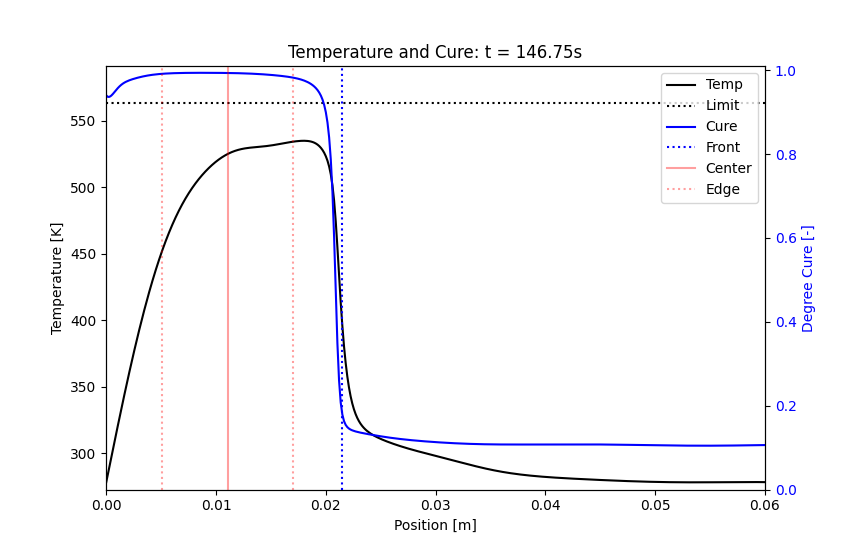 Temperature and Cure: t = 146.75s
Temp
Limit
Cure
Front
Center
Edge
550
500
450
400
350
300
Temperature [K]
1.0
0.8
0.6
0.4
0.2
0.0
Degree Cure [-]
0.00 0.01 0.02 0.03 0.04 0.05 0.06
Position [m]